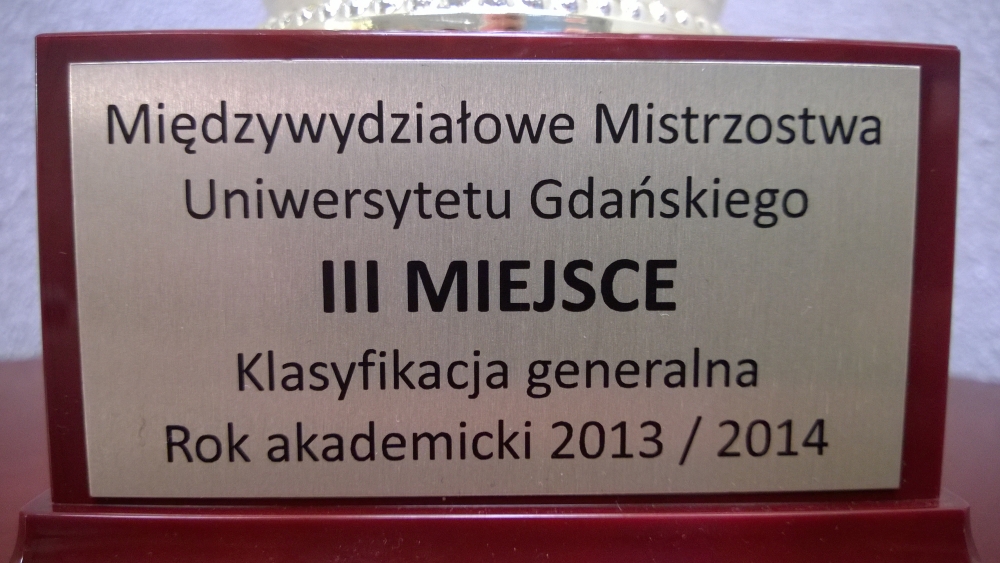 Międzywydziałowe Mistrzostwa
Uniwersytetu Gdańskiego
III MIEJSCE
Klasyfikacja generalna
Rok akademicki 2013 / 2014